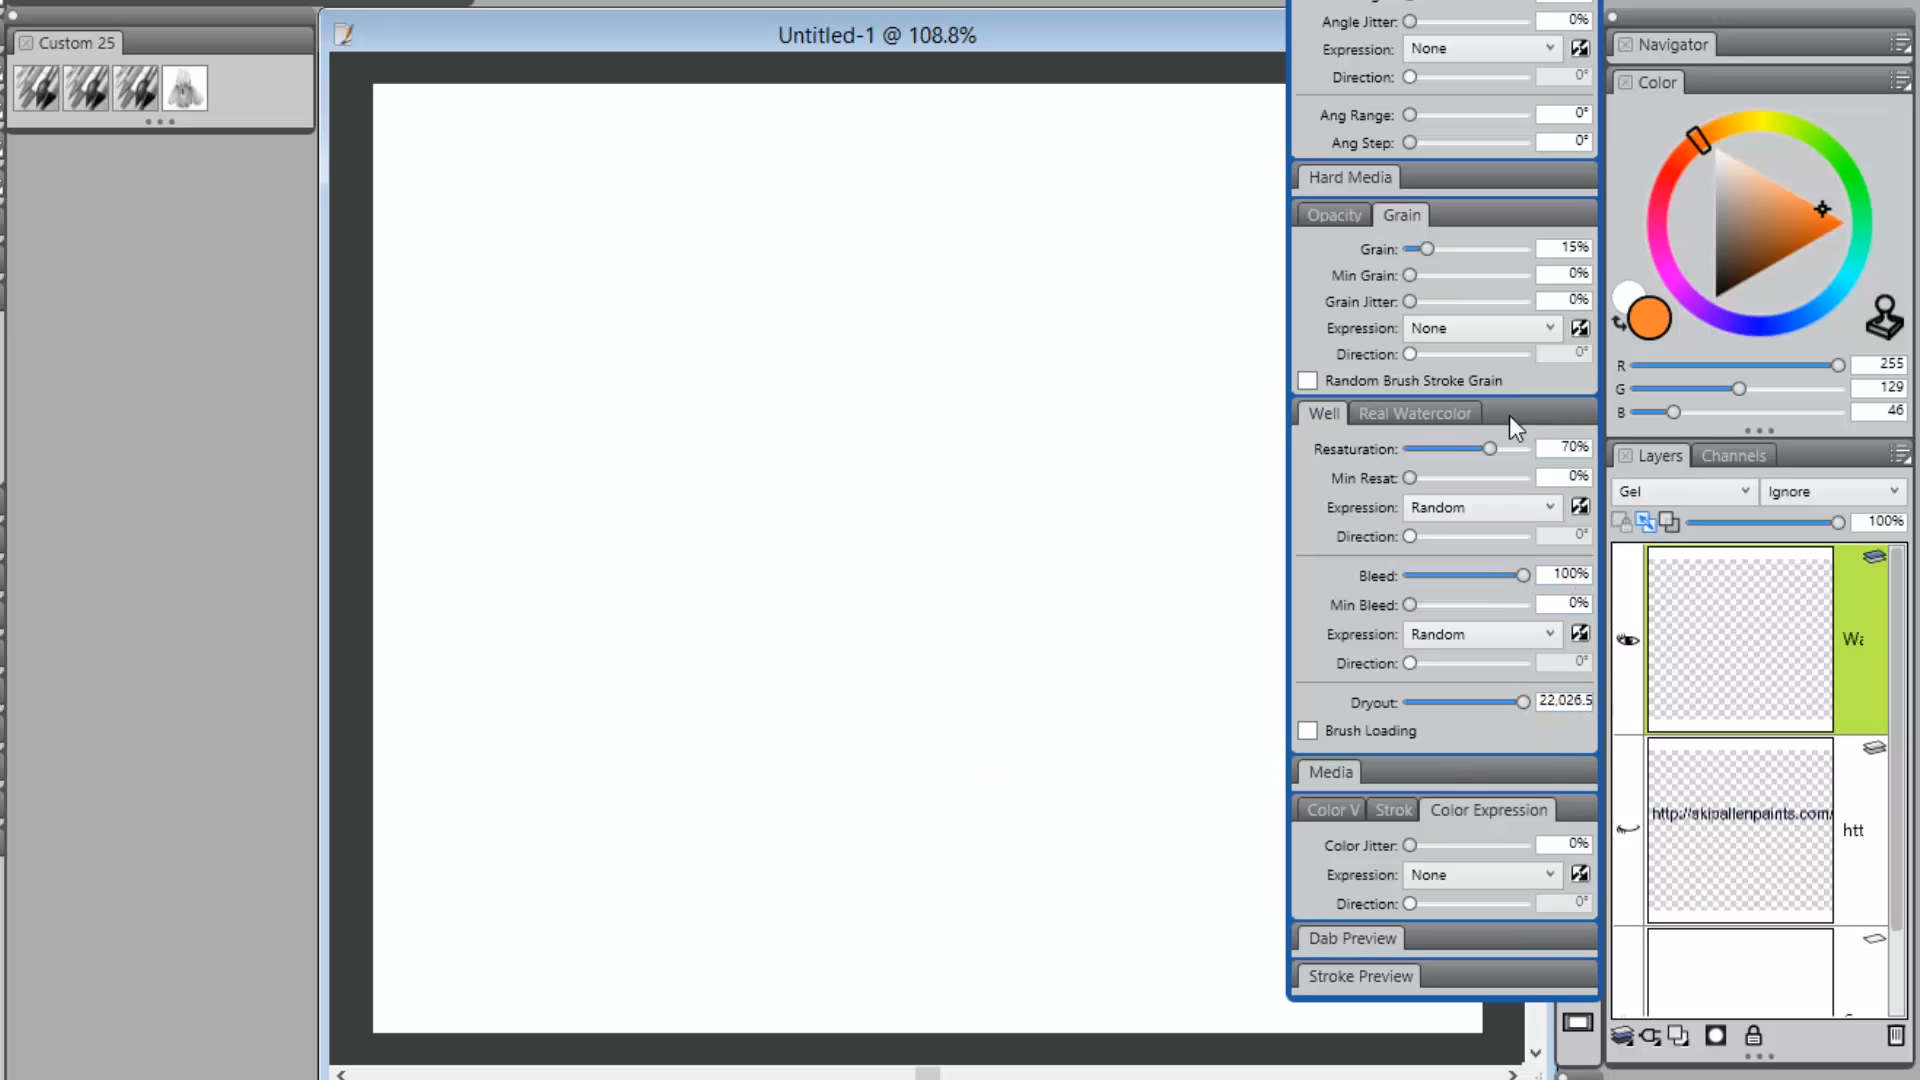 Custom 25
Untitled-1 @ 108.8%
Angle Jitter: 0%
Expression: None
Direction: 0°
Ang Range: 0°
Ang Step: 0°
Hard Media
Opacity Grain
Grain: 15%
Min Grain: 0%
Grain Jitter: 0%
Expression: None
Direction: 0°
Random Brush Stroke Grain
Well Real Watercolor
Resaturation: 70%
Min Resat: 0%
Expression: Random
Direction: 0°
Bleed: 100%
Min Bleed: 0%
Expression: Random
Direction: 0°
Dryout: 22,026.5
Brush Loading
Media
Color V Strok Color Expression
Color Jitter: 0%
Expression: None
Direction: 0°
Dab Preview
Stroke Preview
Navigator
Color
R 255
G 129
B 46
Layers Channels
Gel Ignore
100%
Wa
http://skipallenpaints.com/
htt